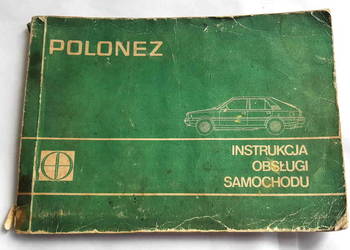 POLONEZ
INSTRUKCJA
OBSŁUGI
SAMOCHODU